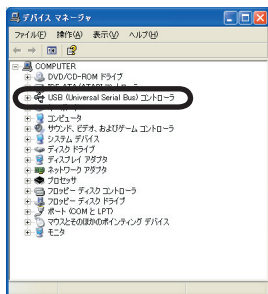 デバイス マネージャ
ファイル(F) 操作(A) 表示(V) ヘルプ(H)
COMPUTER
DVD/CD-ROM ドライブ
USB (Universal Serial Bus) コントローラ
コンピュータ
サウンド、ビデオ、およびゲーム コントローラ
システム デバイス
ディスク ドライブ
ディスプレイ アダプタ
ネットワーク アダプタ
プロセッサ
フロッピー ディスク コントローラ
フロッピー ディスク ドライブ
ポート (COM と LPT)
マウスとそのほかのポインティング デバイス
モニタ